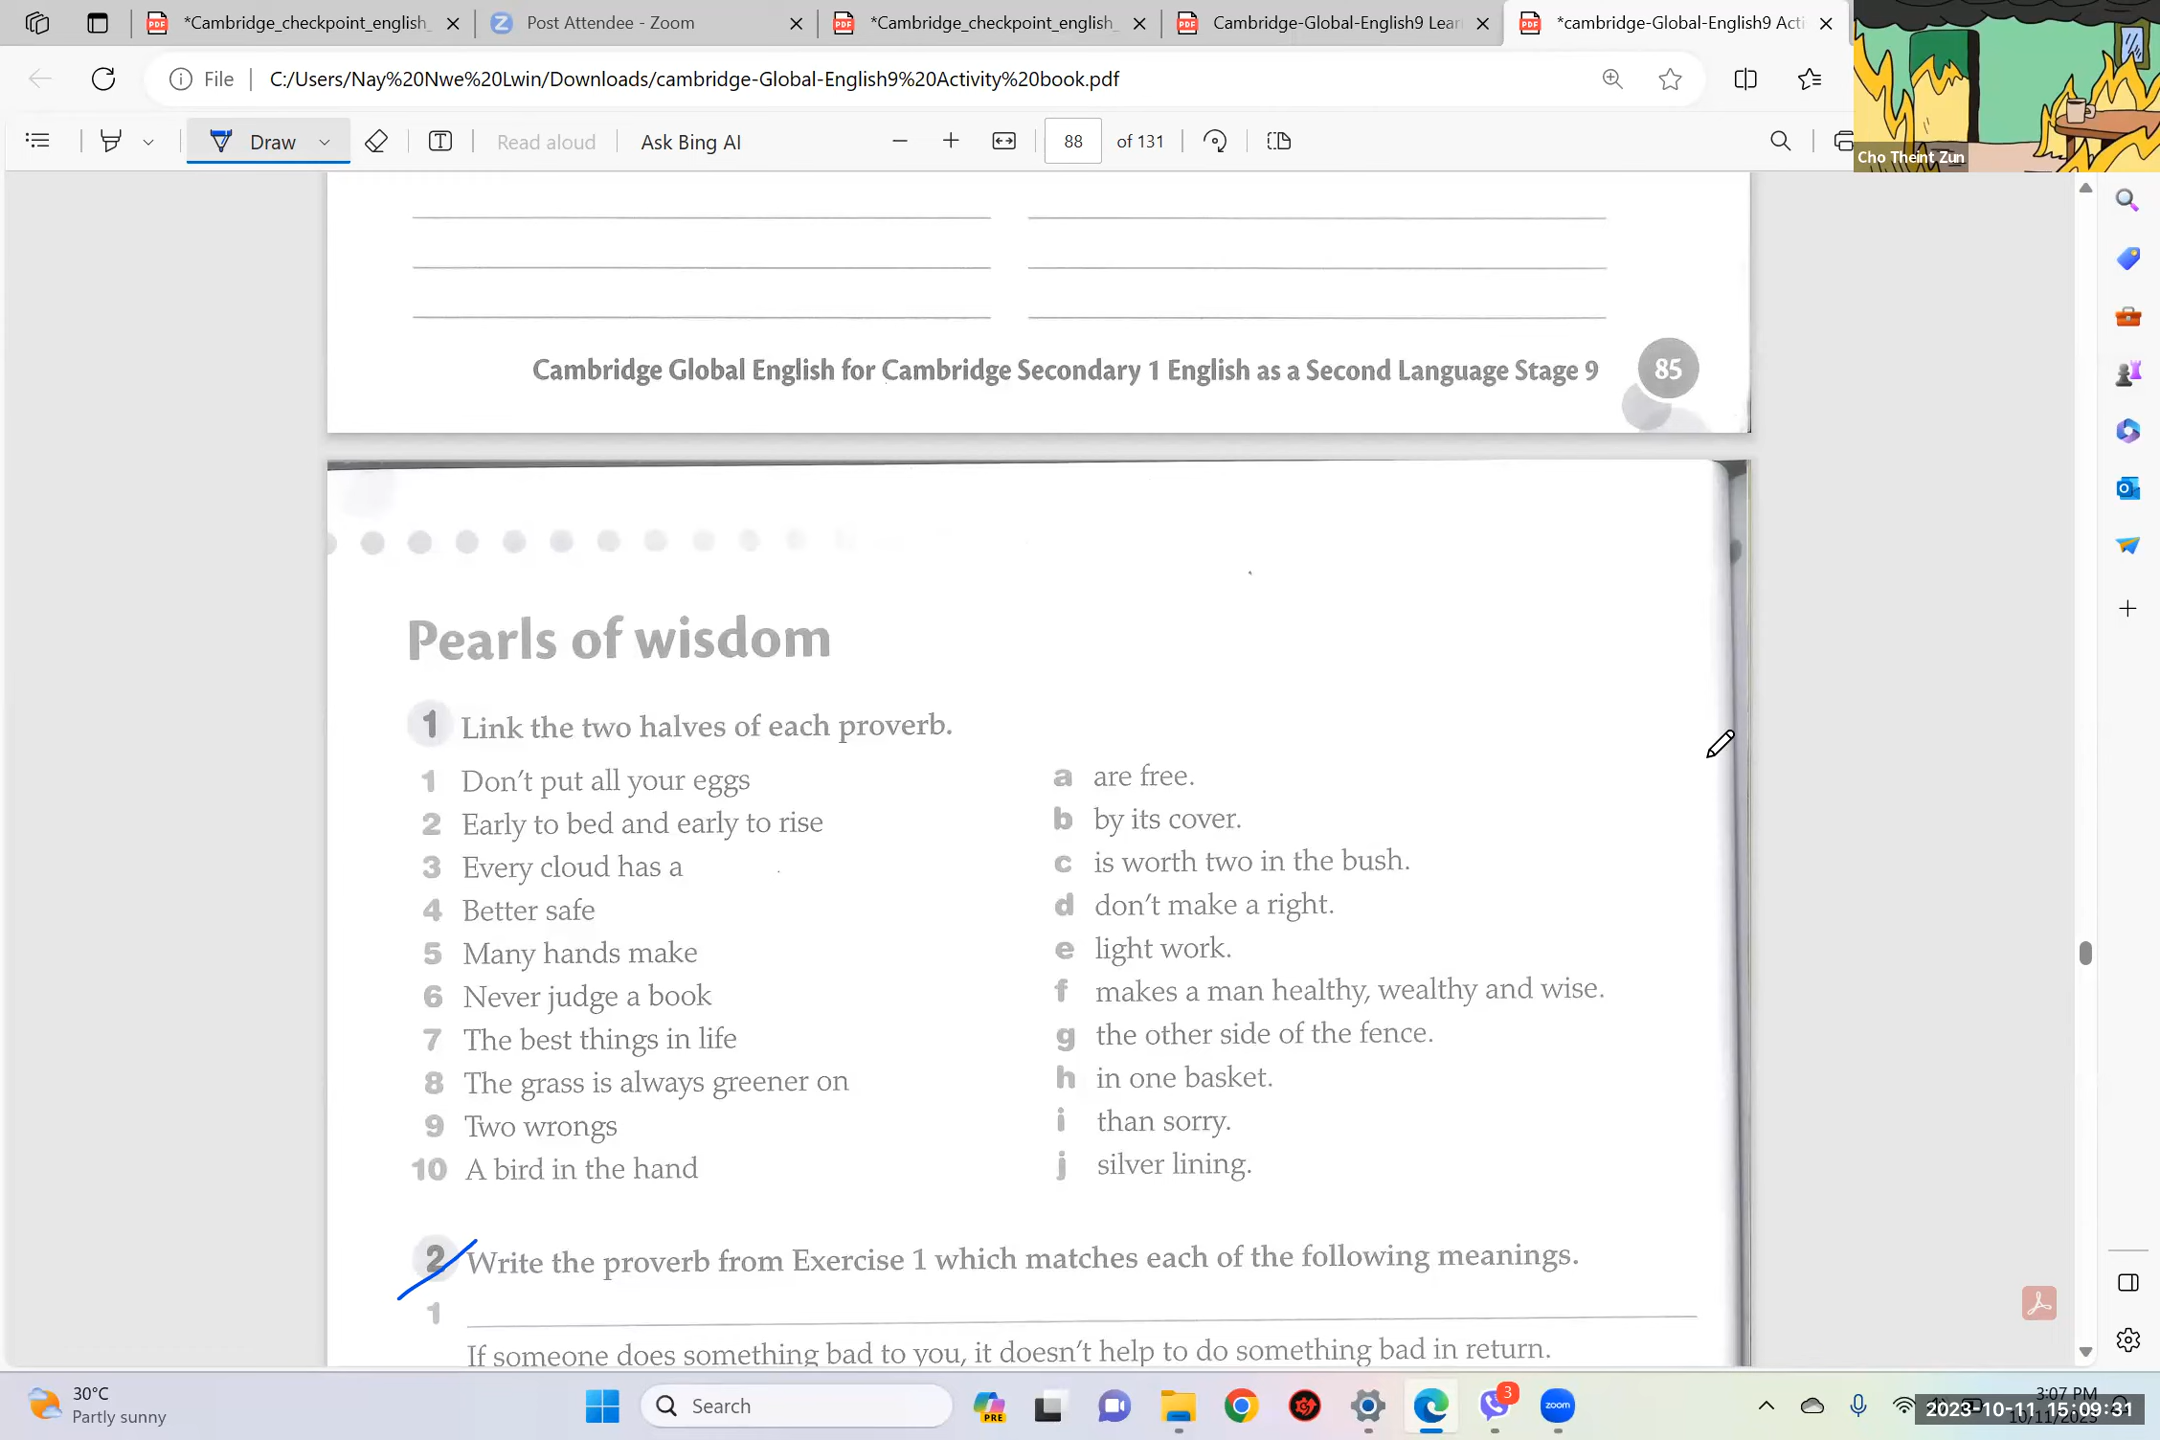 *Cambridge_checkpoint_english_
Post Attendee - Zoom
*Cambridge_checkpoint_english_
Cambridge-Global-English9 Lear
*cambridge-Global-English9 Acti
File
C:/Users/Nay%20Nwe%20Lwin/Downloads/cambridge-Global-English9%20Activity%20book.pdf
Draw
Read aloud
Ask Bing AI
88
of 131
Cho Theint Zun
Cambridge Global English for Cambridge Secondary 1 English as a Second Language Stage 9
85
Pearls of wisdom
1 Link the two halves of each proverb.
1 Don't put all your eggs
2 Early to bed and early to rise
3 Every cloud has a
4 Better safe
5 Many hands make
6 Never judge a book
7 The best things in life
8 The grass is always greener on
9 Two wrongs
10 A bird in the hand
a are free.
b by its cover.
c is worth two in the bush.
d don't make a right.
e light work.
f makes a man healthy, wealthy and wise.
g the other side of the fence.
h in one basket.
i than sorry.
j silver lining.
2 Write the proverb from Exercise 1 which matches each of the following meanings.
1
If someone does something bad to you, it doesn't help to do something bad in return.
30°C
Partly sunny
Search
PRE
3
zoom
3:07 PM
10/11/2023
2023-10-11 15:09:31